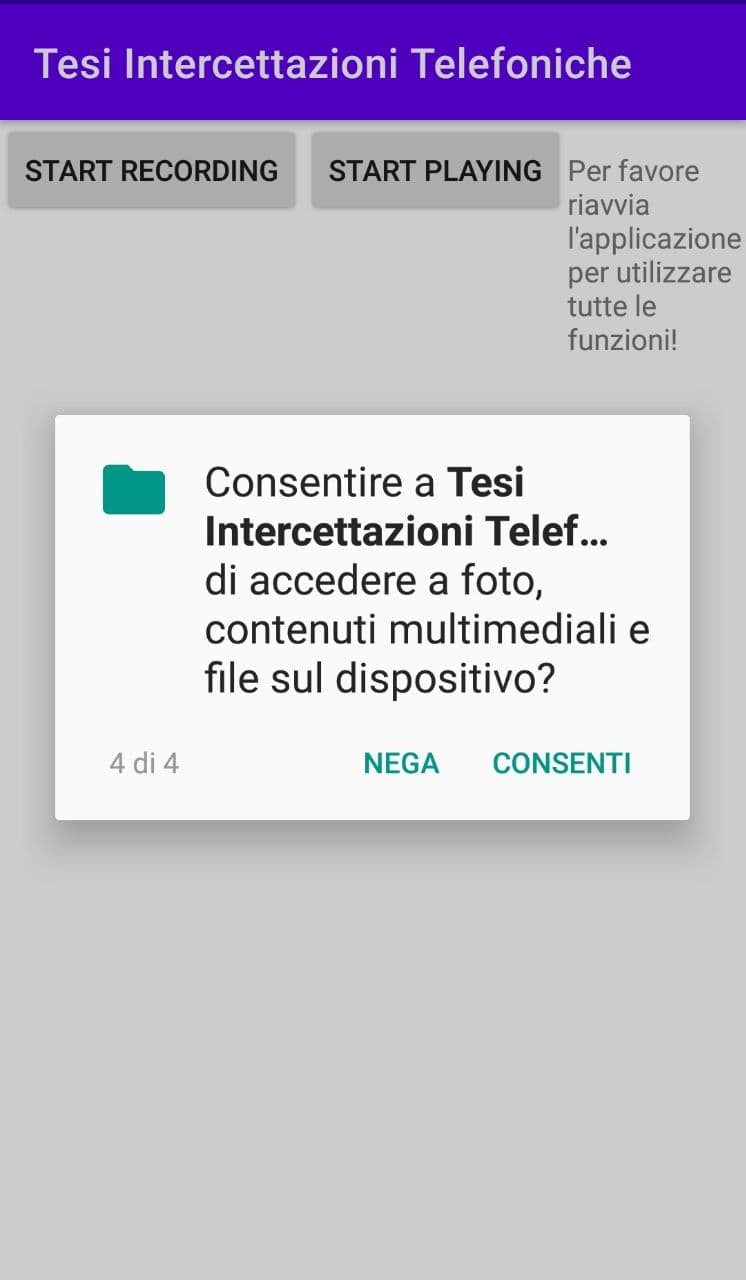 Tesi Intercettazioni Telefoniche
START RECORDING
START PLAYING
Per favore
riavvia
l'applicazione
per utilizzare
tutte le
funzioni!
Consentire a Tesi
Intercettazioni Telef...
di accedere a foto,
contenuti multimediali e
file sul dispositivo?
4 di 4
NEGA
CONSENTI